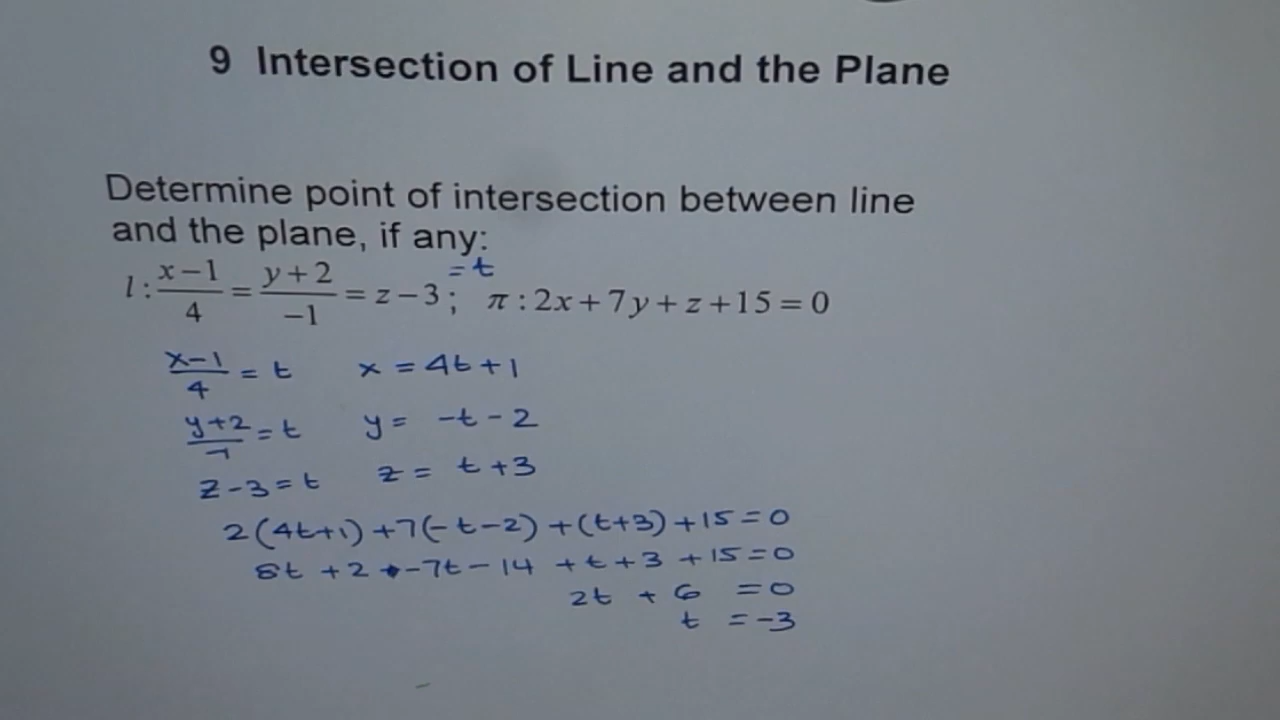 9 Intersection of Line and the Plane
Determine point of intersection between line
and the plane, if any:
l: (x-1)/4 = (y+2)/-1 = z-3 = t; π: 2x+7y+z+15=0
(x-1)/4 = t x = 4t+1
(y+2)/-1 = t y = -t-2
z-3=t z = t+3
2(4t+1)+7(-t-2)+(t+3)+15=0
8t+2-7t-14+t+3+15=0
2t + 6 =0
t =-3